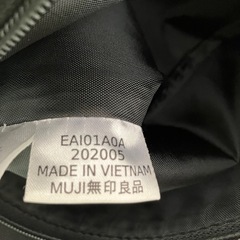 EAI01A0A
202005
MADE IN VIETNAM
MUJI無印良品